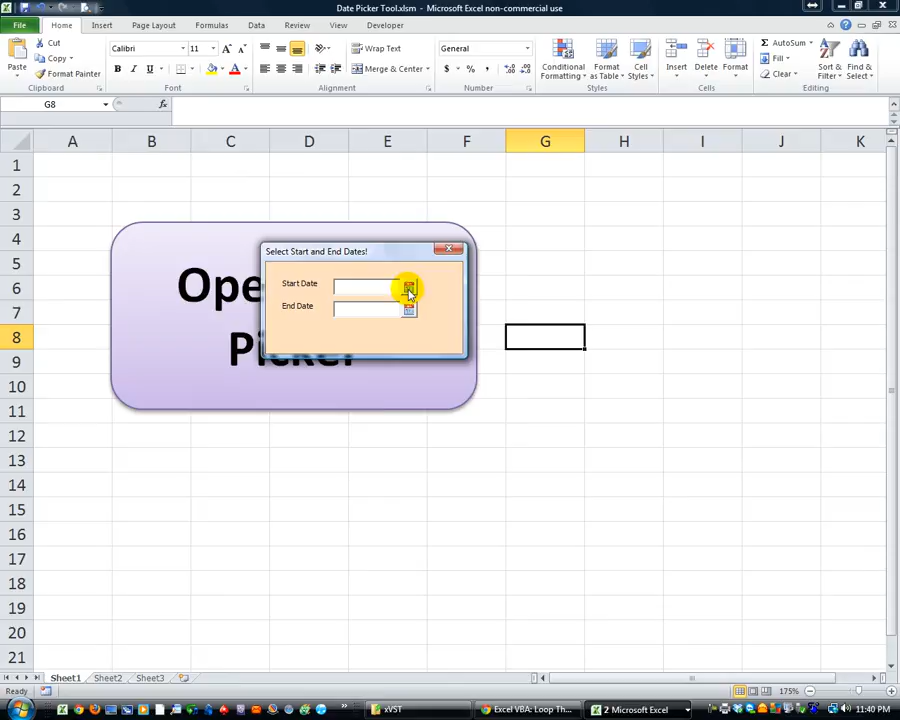 Date Picker Tool.xlsm - Microsoft Excel non-commercial use
File Home Insert Page Layout Formulas Data Review View Developer
Paste
Cut
Copy
Format Painter
Clipboard
Calibri 11
B I U
Font
Wrap Text
Merge & Center
Alignment
General
$ % ,
Number
Conditional Formatting
Format as Table
Cell Styles
Styles
Insert Delete Format
Cells
AutoSum
Fill
Clear
Sort & Filter
Find & Select
Editing
G8 fx
A B C D E F G H I J K
1
2
3
4
5
6
7
8
9
10
11
12
13
14
15
16
17
18
19
20
21
Select Start and End Dates!
Start Date
End Date
Ope
Picker
Sheet1 Sheet2 Sheet3
Ready 175%
xVST Excel VBA: Loop Th... 2 Microsoft Excel 11:40 PM